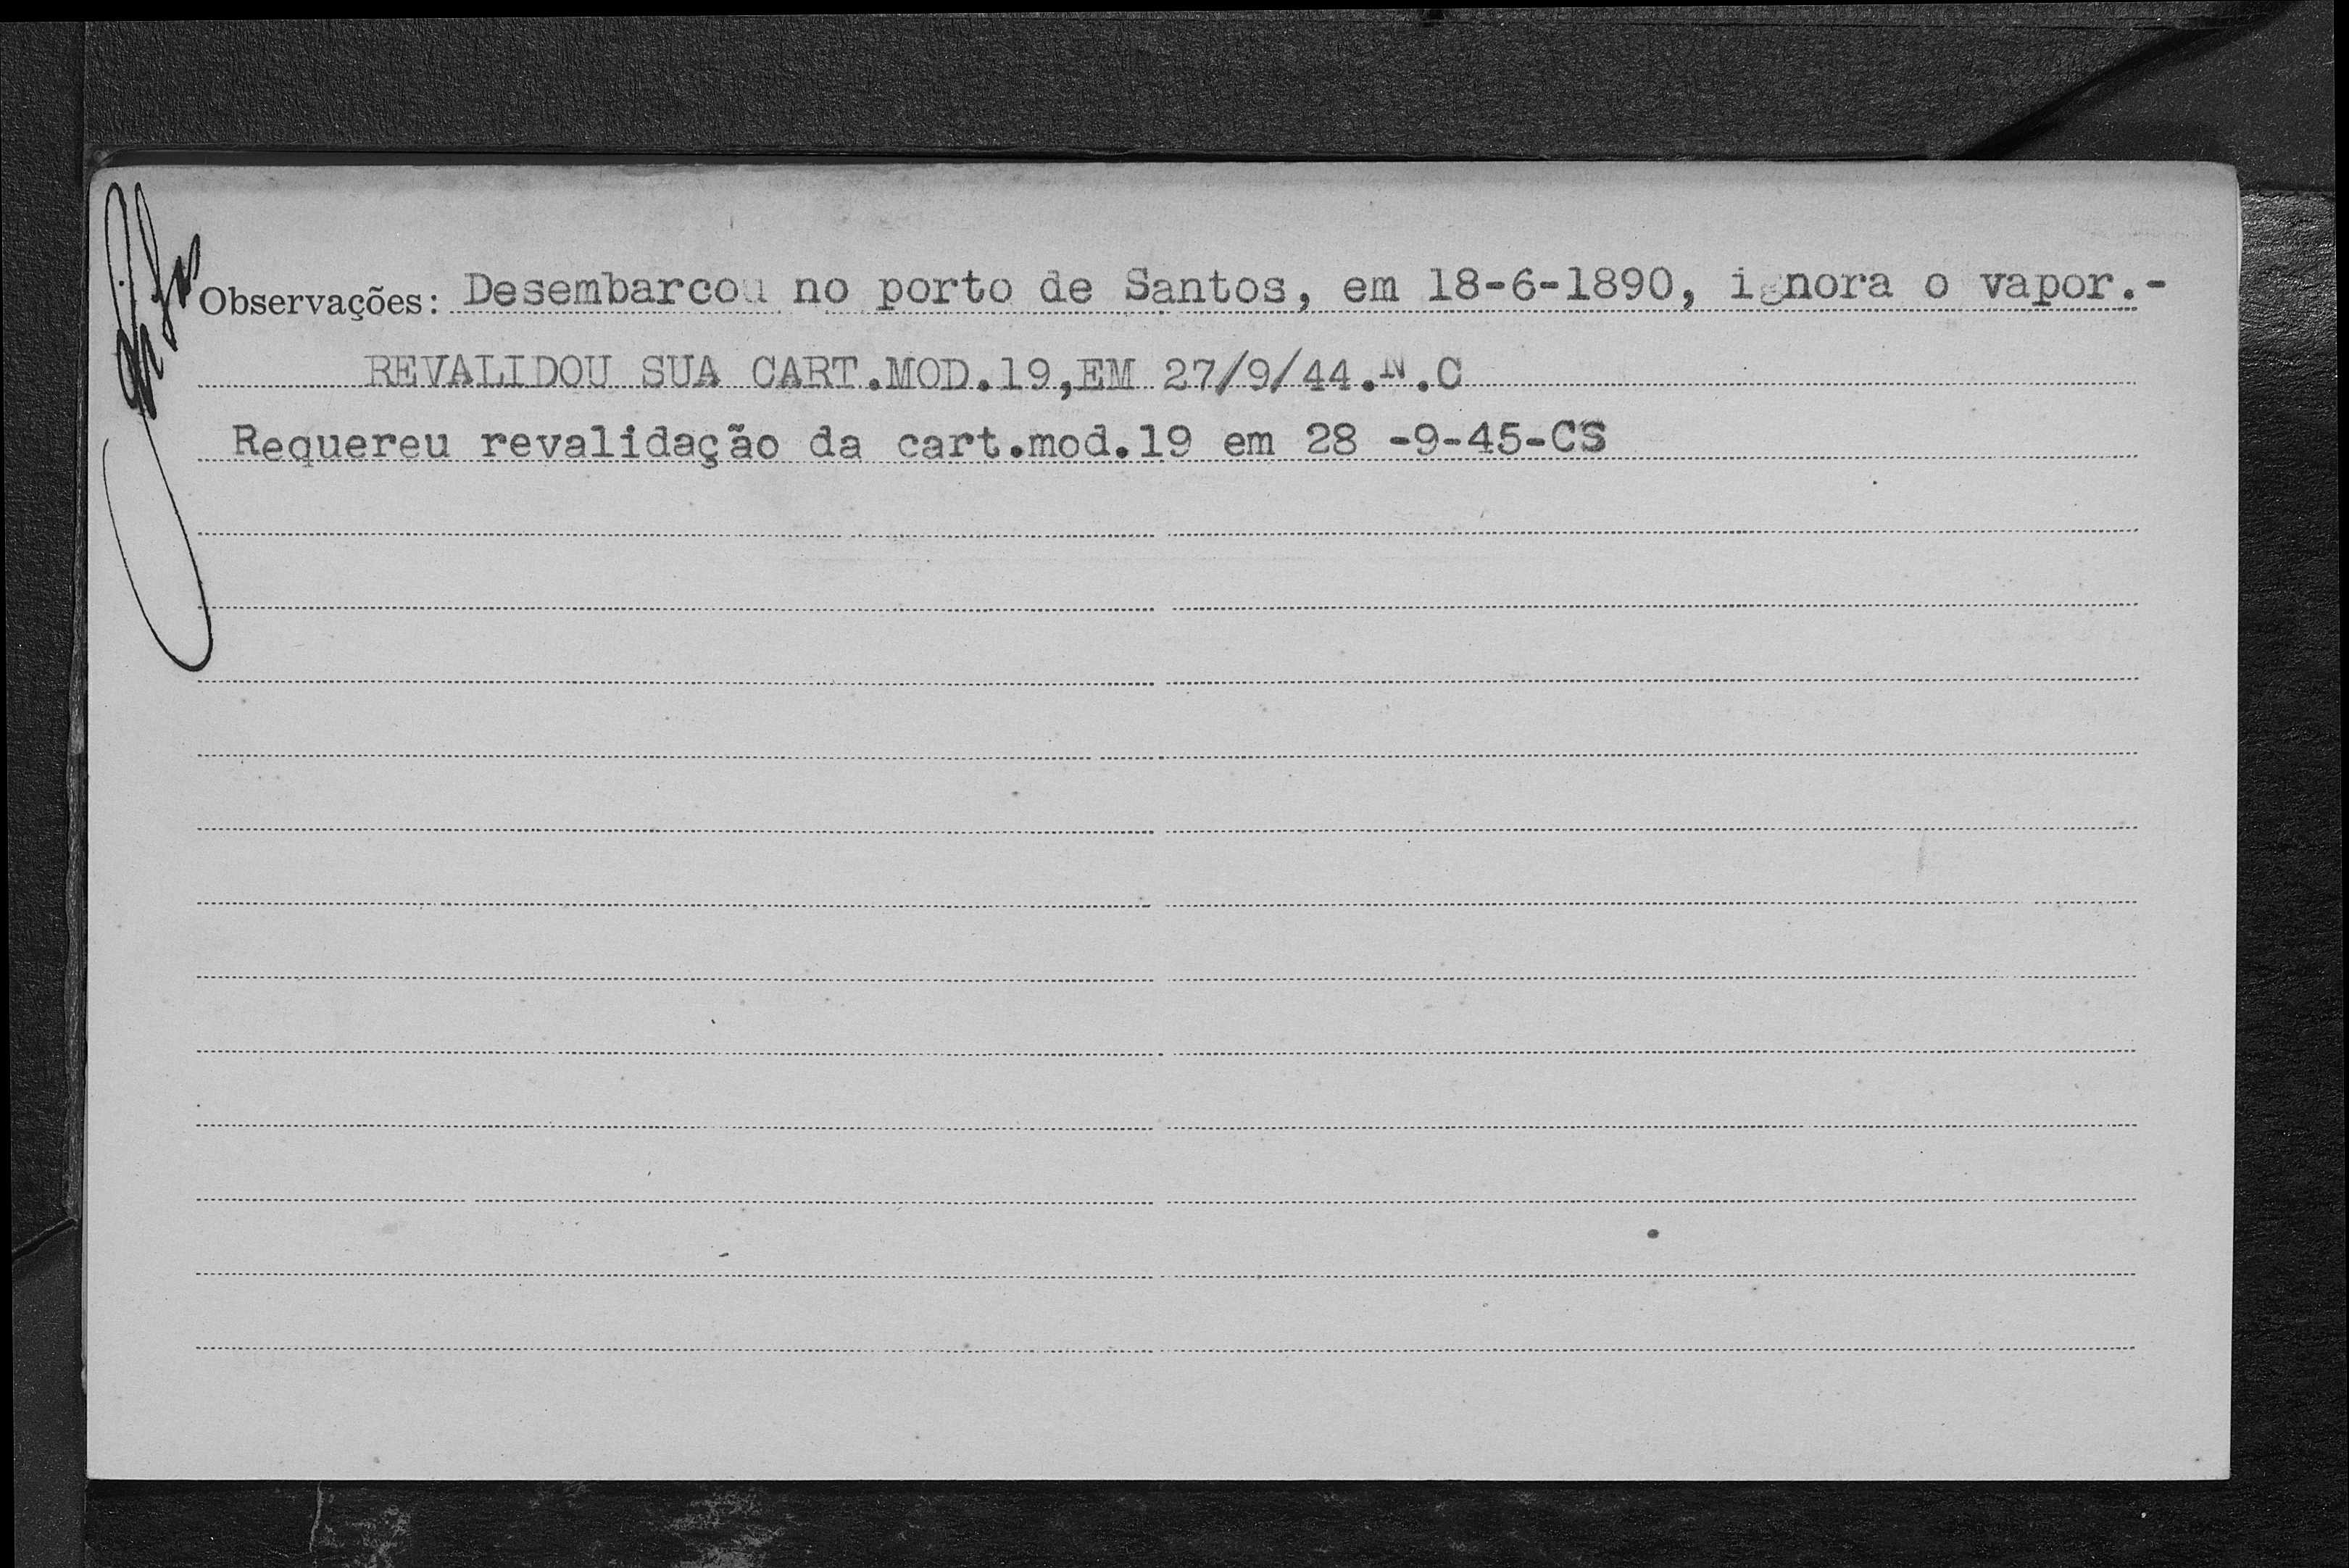 Observações: Desembarcou no porto de Santos, em 18-6-1890, ignora o vapor.-
REVALIDOU SUA CART.MOD.19,EM 27/9/44.N.C
Requereu revalidação da cart.mod.19 em 28 -9-45-CS